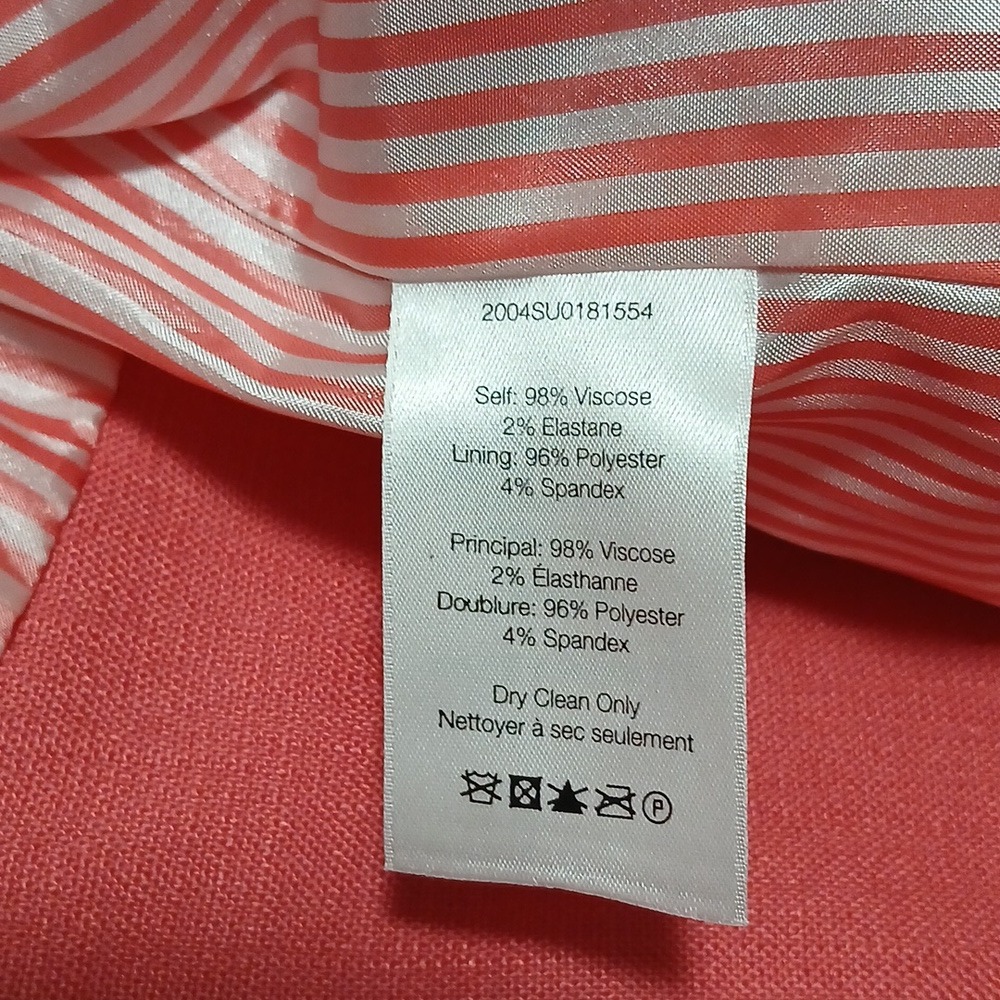 2004SU0181554
Self: 98% Viscose
2% Elastane
Lining: 96% Polyester
4% Spandex
Principal: 98% Viscose
2% Élasthanne
Doublure: 96% Polyester
4% Spandex
Dry Clean Only
Nettoyer à sec seulement
P